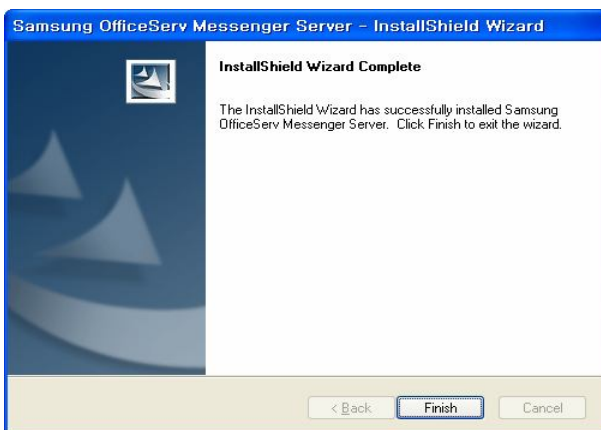 Samsung OfficeServ Messenger Server - InstallShield Wizard
InstallShield Wizard Complete
The InstallShield Wizard has successfully installed Samsung
OfficeServ Messenger Server. Click Finish to exit the wizard.
< Back
Finish
Cancel